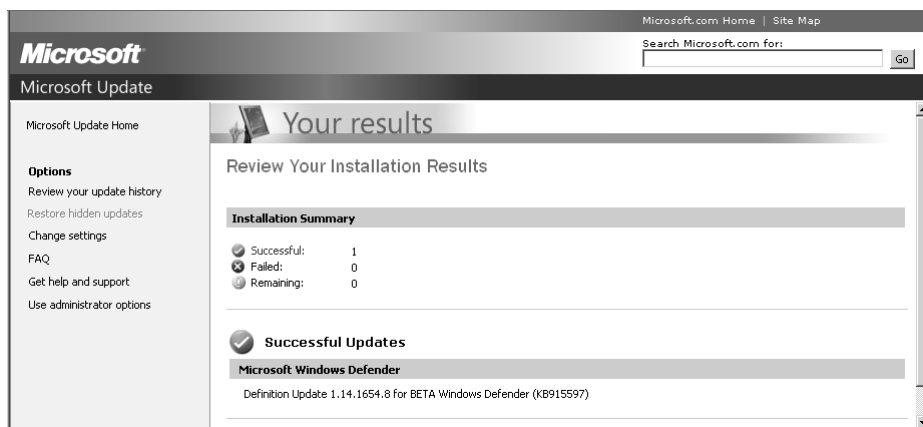 Microsoft.com Home | Site Map
Microsoft
Search Microsoft.com for:
Go
Microsoft Update
Microsoft Update Home
Options
Review your update history
Restore hidden updates
Change settings
FAQ
Get help and support
Use administrator options
Your results
Review Your Installation Results
Installation Summary
Successful: 1
Failed: 0
Remaining: 0
Successful Updates
Microsoft Windows Defender
Definition Update 1.14.1654.8 for BETA Windows Defender (KB915597)